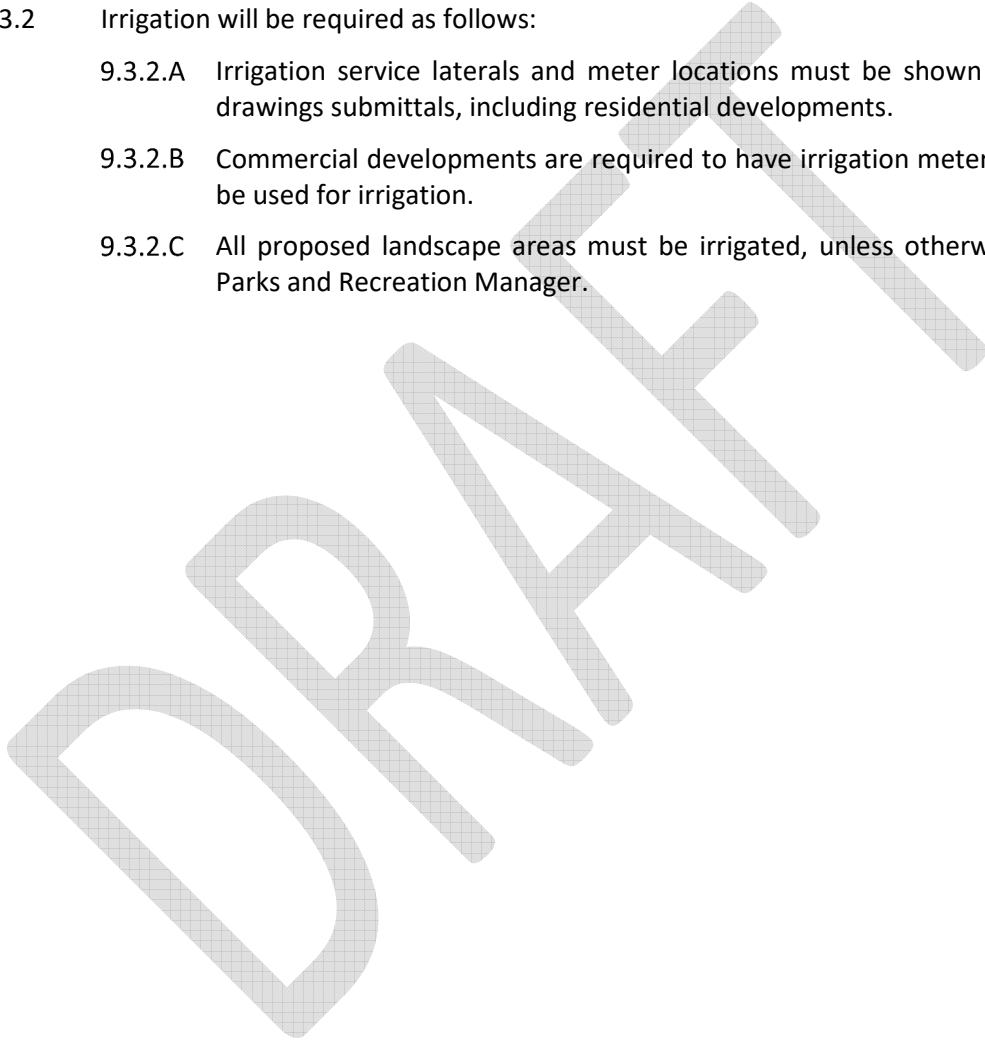 3.2 Irrigation will be required as follows:
9.3.2.A Irrigation service laterals and meter locations must be shown
drawings submittals, including residential developments.
9.3.2.B Commercial developments are required to have irrigation meter
be used for irrigation.
9.3.2.C All proposed landscape areas must be irrigated, unless
Parks and Recreation Manager.
DRAFT